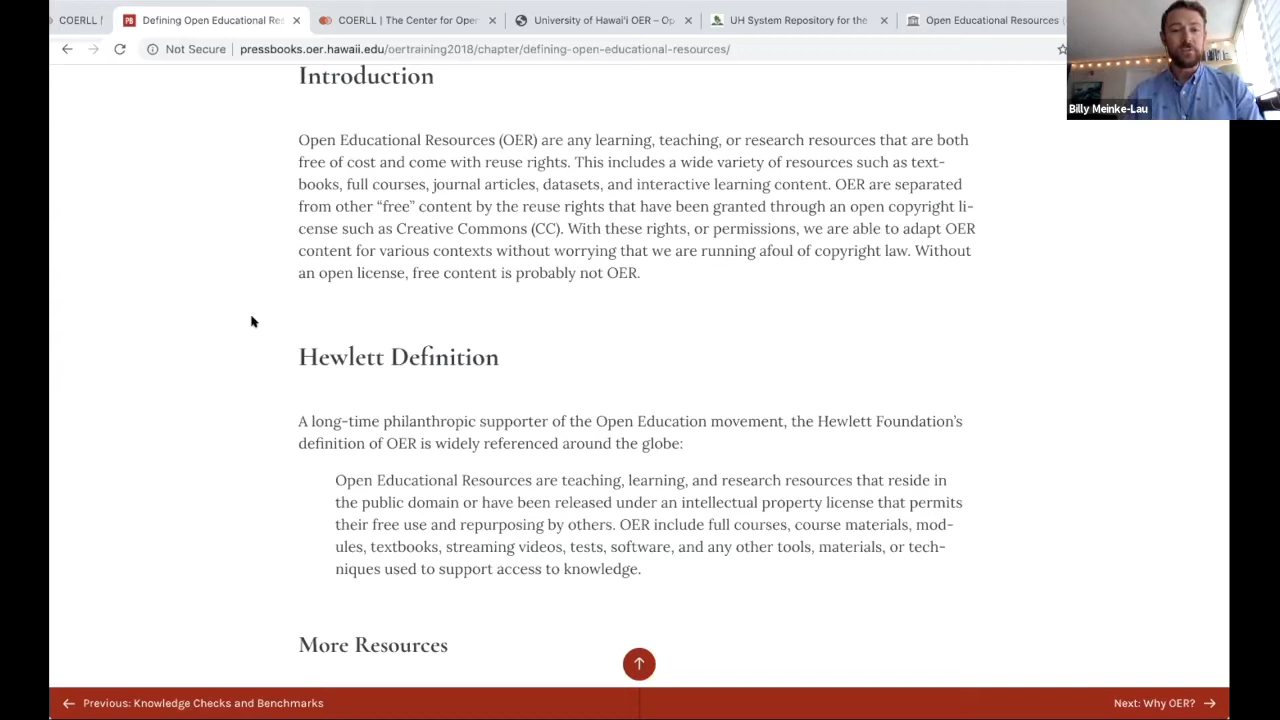 COERLL |
Defining Open Educational Res
COERLL | The Center for Oper
University of Hawai'i OER – Op
UH System Repository for the
Open Educational Resources (
Not Secure | pressbooks.oer.hawaii.edu/oertraining2018/chapter/defining-open-educational-resources/
Billy Meinke-Lau
Introduction
Open Educational Resources (OER) are any learning, teaching, or research resources that are both
free of cost and come with reuse rights. This includes a wide variety of resources such as text-
books, full courses, journal articles, datasets, and interactive learning content. OER are separated
from other “free” content by the reuse rights that have been granted through an open copyright li-
cense such as Creative Commons (CC). With these rights, or permissions, we are able to adapt OER
content for various contexts without worrying that we are running afoul of copyright law. Without
an open license, free content is probably not OER.
Hewlett Definition
A long-time philanthropic supporter of the Open Education movement, the Hewlett Foundation’s
definition of OER is widely referenced around the globe:
Open Educational Resources are teaching, learning, and research resources that reside in
the public domain or have been released under an intellectual property license that permits
their free use and repurposing by others. OER include full courses, course materials, mod-
ules, textbooks, streaming videos, tests, software, and any other tools, materials, or tech-
niques used to support access to knowledge.
More Resources
Previous: Knowledge Checks and Benchmarks
Next: Why OER?